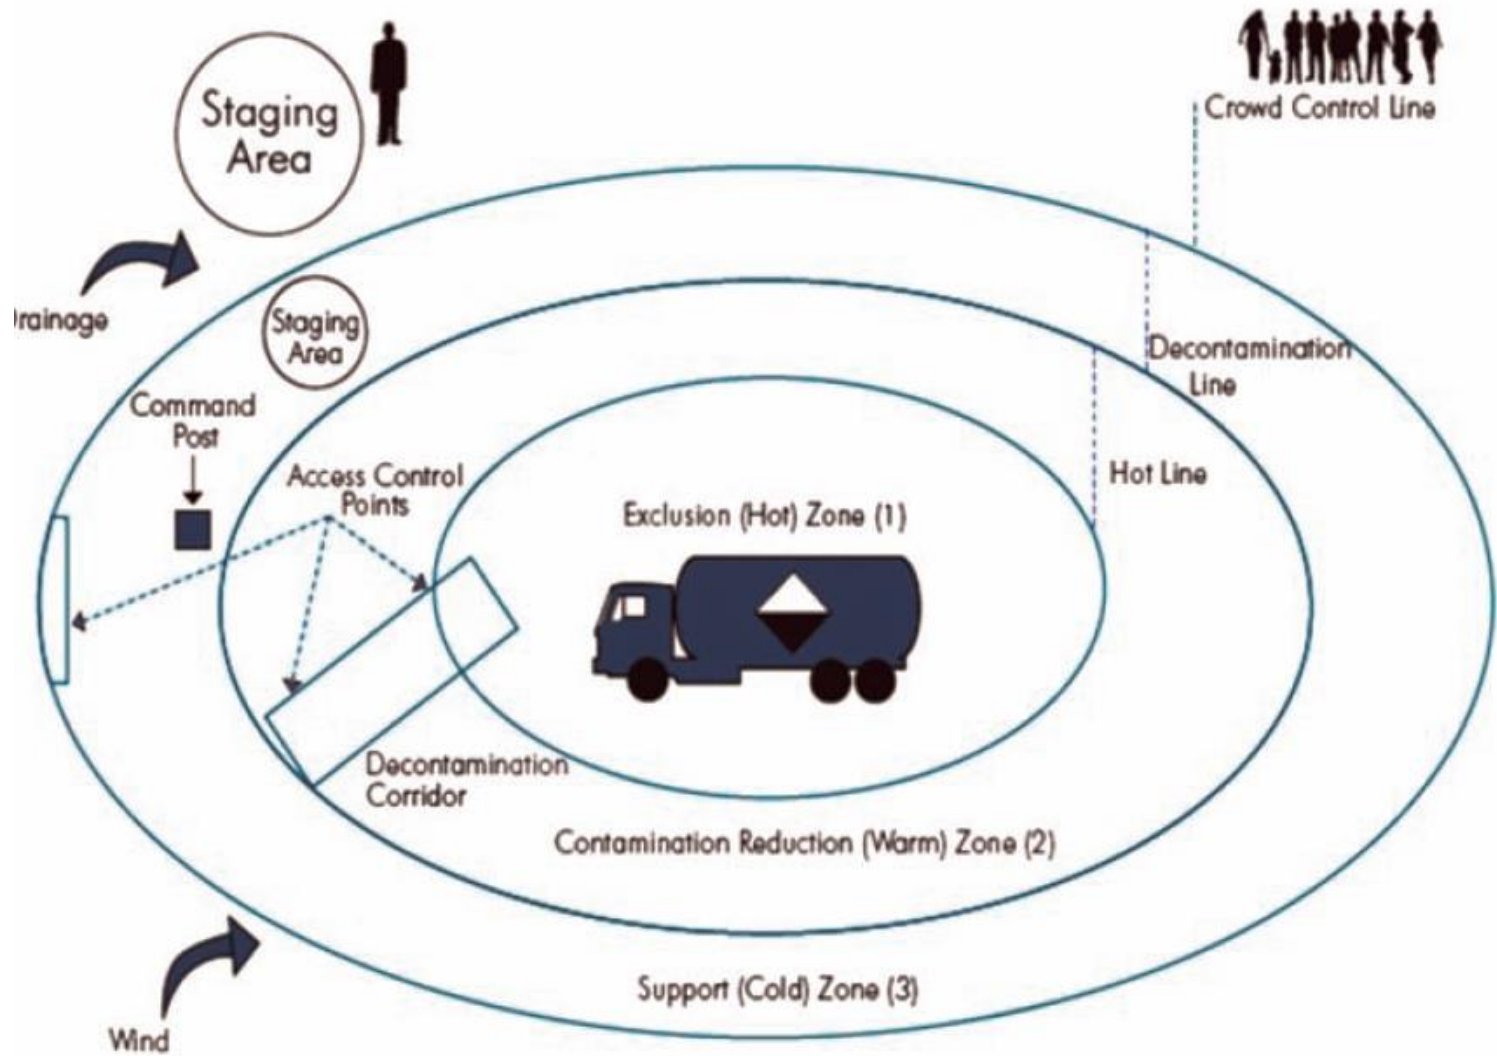 Staging
Area
Crowd Control Line
rainage
Staging
Area
Decontamination
Line
Command
Post
Access Control
Points
Hot Line
Exclusion (Hot) Zone (1)
Decontamination
Corridor
Contamination Reduction (Warm) Zone (2)
Support (Cold) Zone (3)
Wind